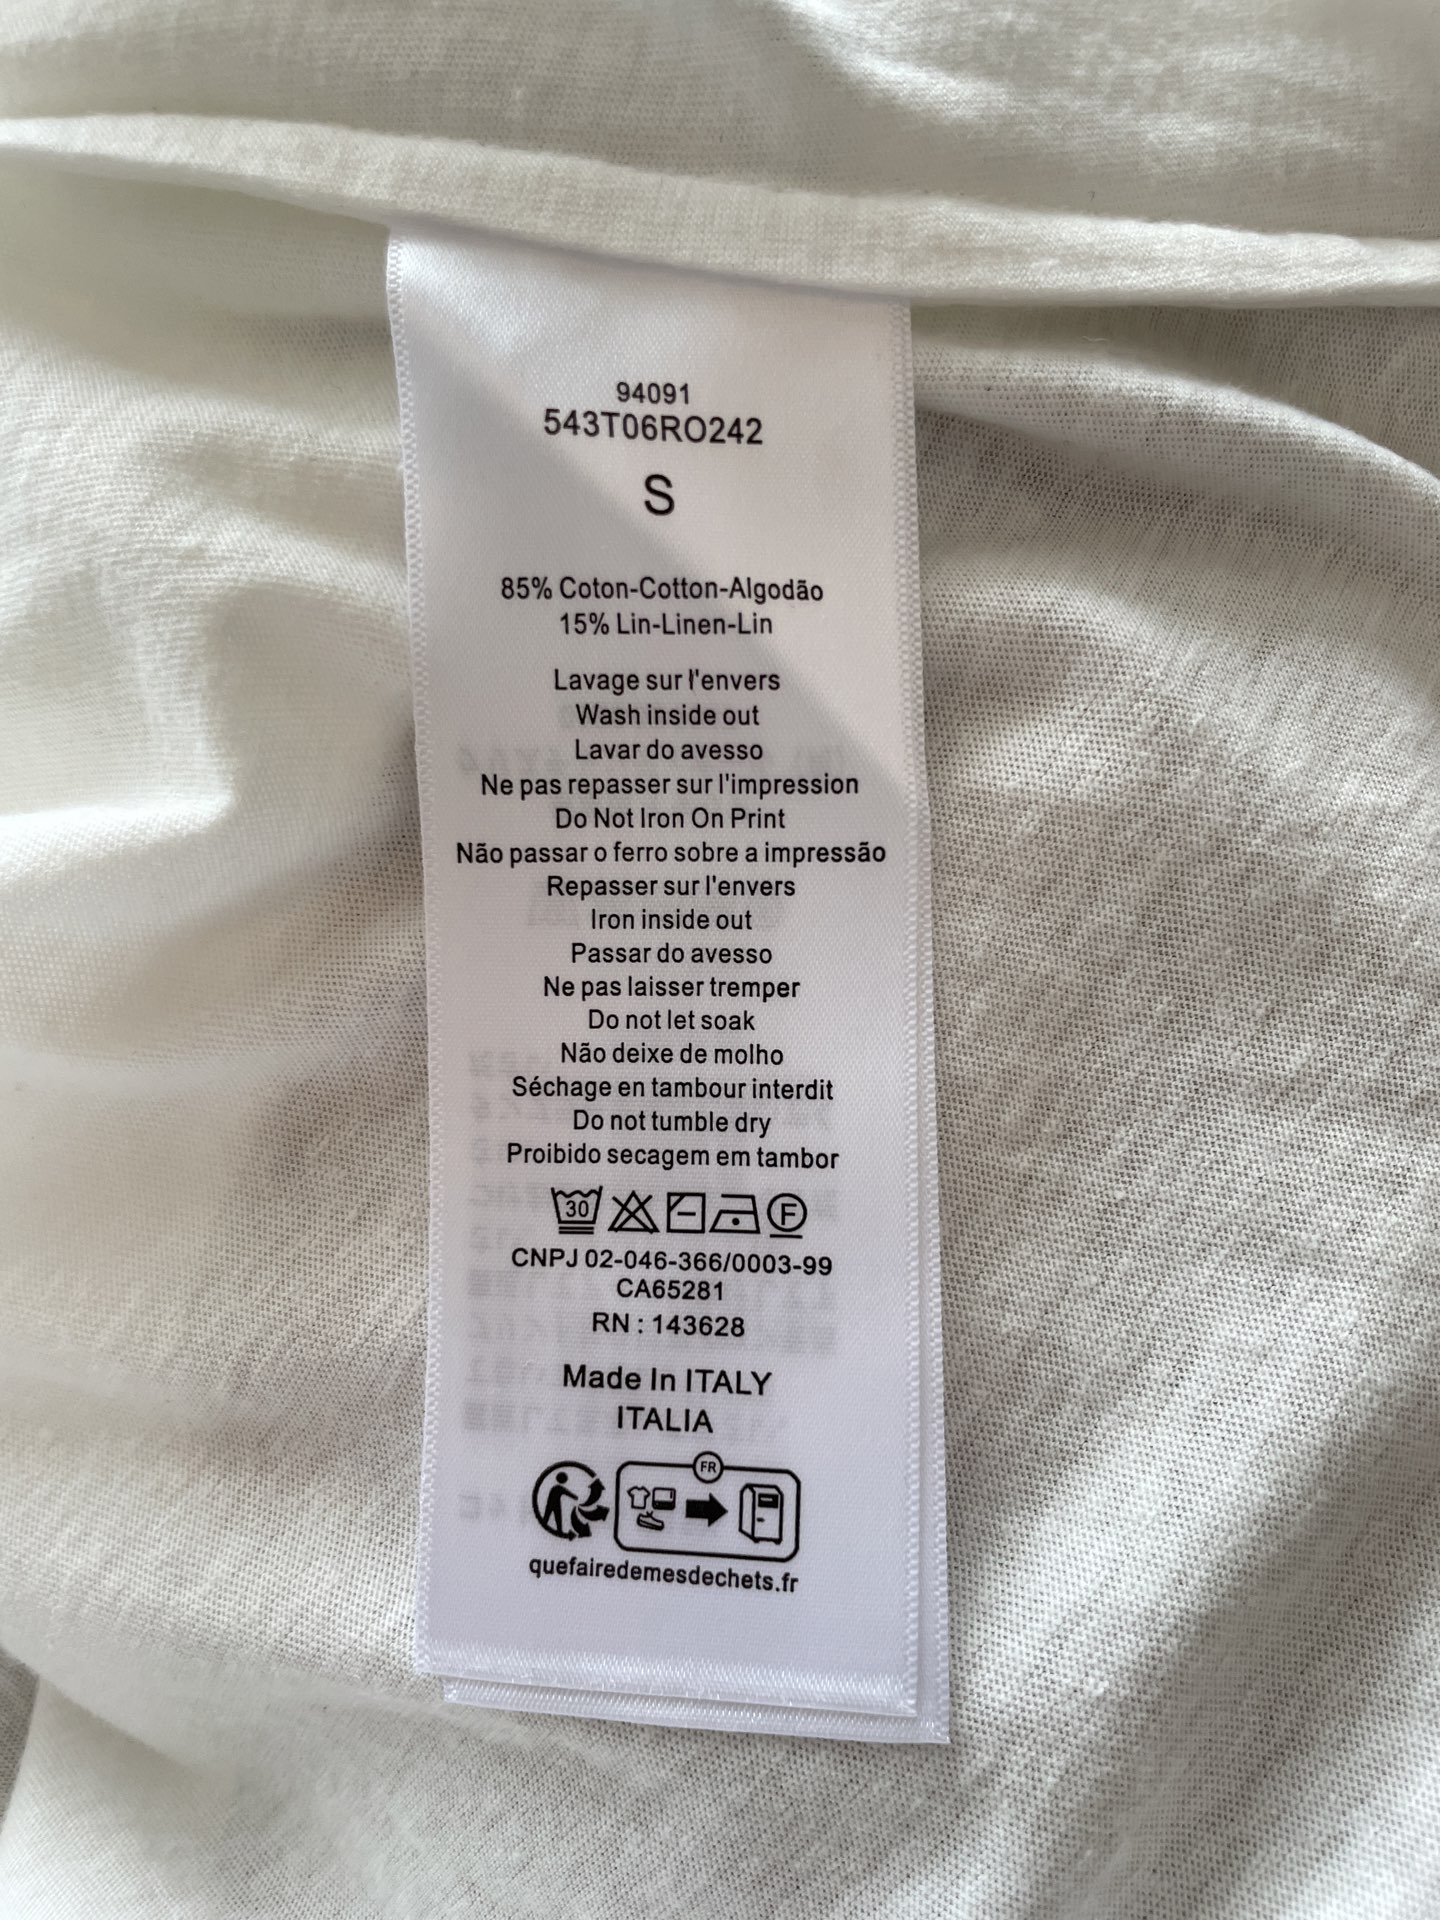 94091
543T06RO242
S
85% Coton-Cotton-Algodão
15% Lin-Linen-Lin
Lavage sur l'envers
Wash inside out
Lavar do avesso
Ne pas repasser sur l'impression
Do Not Iron On Print
Não passar o ferro sobre a impressão
Repasser sur l'envers
Iron inside out
Passar do avesso
Ne pas laisser tremper
Do not let soak
Não deixe de molho
Séchage en tambour interdit
Do not tumble dry
Proibido secagem em tambor
30 F
CNPJ 02-046-366/0003-99
CA65281
RN : 143628
Made In ITALY
ITALIA
FR
quefairedemesdechets.fr